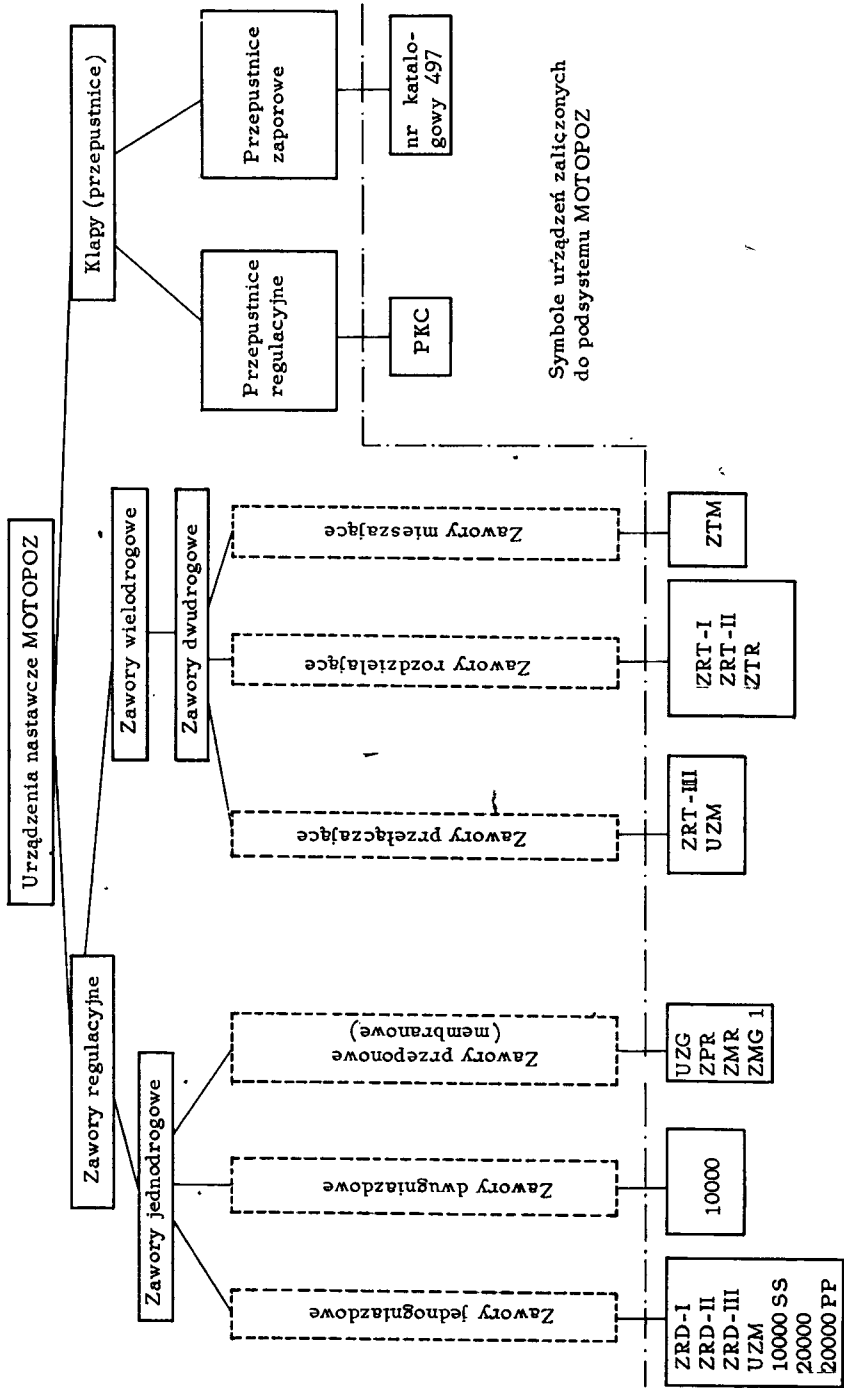 Urządzenia nastawcze MOTOPOZ
Zawory regulacyjne
Klapy (przepustnice)
Zawory jednodrogowe
Zawory wielodrogowe
Zawory dwudrogowe
Przepustnice
regulacyjne
Przepustnice
zaporowe
Zawory jednogniazdowe
Zawory dwugniazdowe
Zawory przeponowe
(membranowe)
Zawory przełączające
Zawory rozdzielające
Zawory mieszające
PKC
nr katalo-
gowy 497
ZRD-I
ZRD-II
ZRD-III
UZM
10000 SS
20000
20000 PP
10000
UZG
ZPR
ZMR
ZMG 1
ZRT-III
UZM
ZRT-I
ZRT-II
ZTR
ZTM
Symbole urządzeń zaliczonych
do podsystemu MOTOPOZ